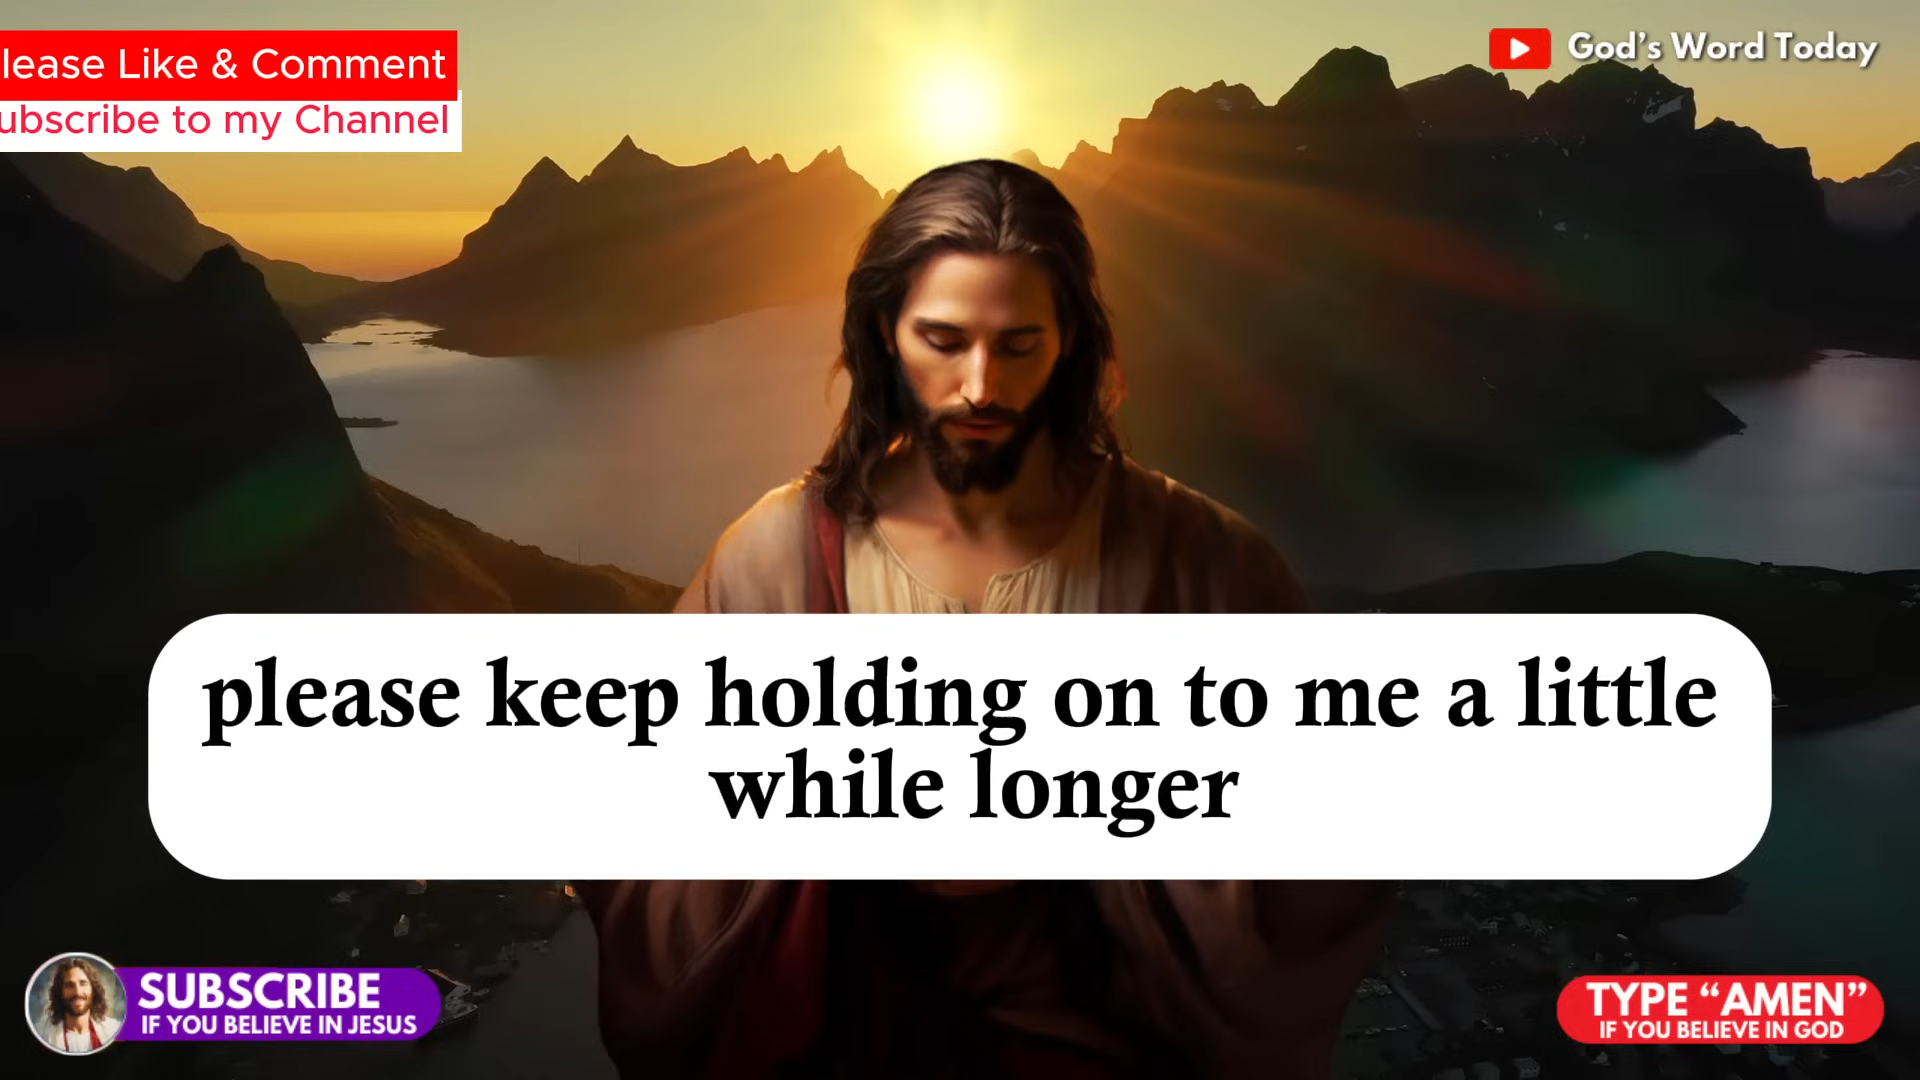 lease Like & Comment
ubscribe to my Channel
God's Word Today
please keep holding on to me a little
while longer
SUBSCRIBE
IF YOU BELIEVE IN JESUS
TYPE “AMEN”
IF YOU BELIEVE IN GOD